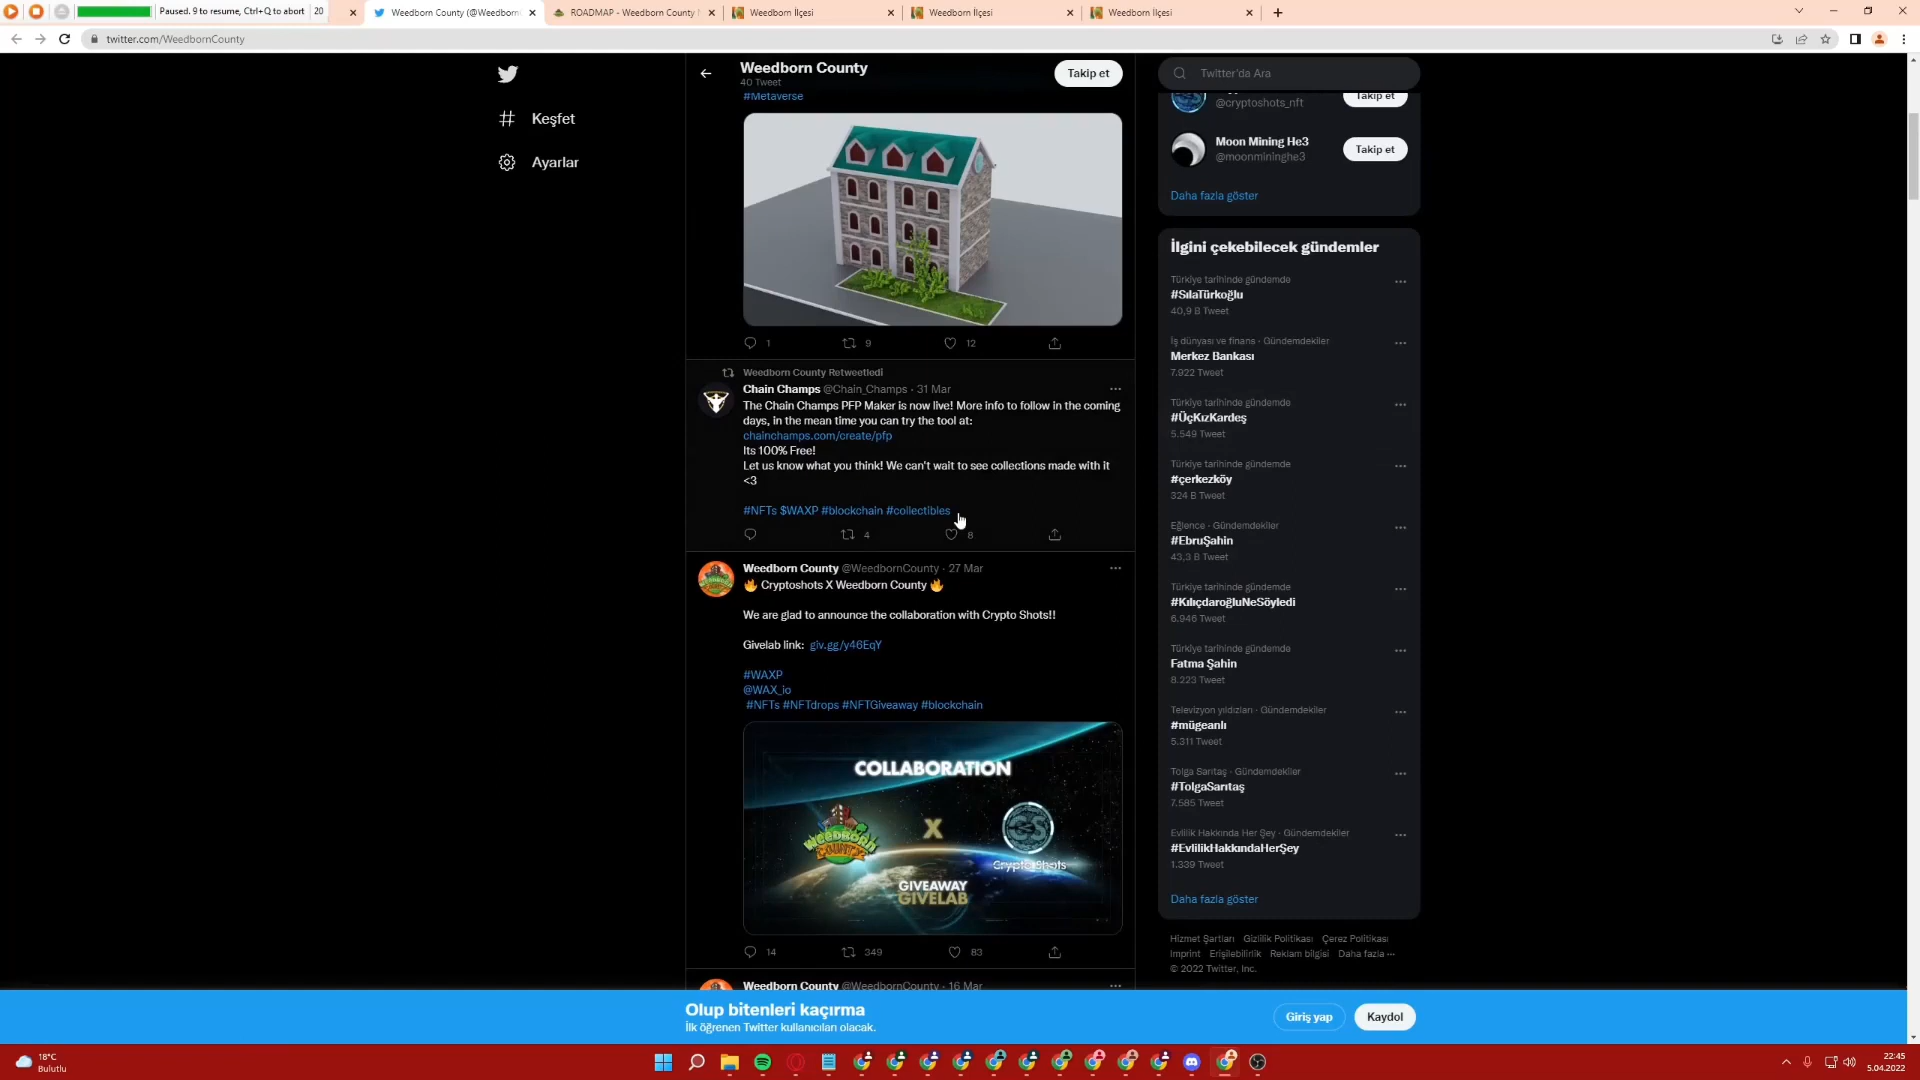 Paused. 9 to resume, Ctrl+Q to abort
20
Weedborn County (@Weedborn
ROADMAP - Weedborn County
Weedborn İlçesi
Weedborn İlçesi
Weedborn İlçesi
twitter.com/WeedbornCounty
Keşfet
Ayarlar
Weedborn County
40 Tweet
Takip et
#Metaverse
1
9
12
Weedborn County Retweetledi
Chain Champs @Chain_Champs · 31 Mar
The Chain Champs PFP Maker is now live! More info to follow in the coming
days, in the mean time you can try the tool at:
chainchamps.com/create/pfp
Its 100% Free!
Let us know what you think! We can't wait to see collections made with it
<3
#NFTs $WAXP #blockchain #collectibles
4
8
Weedborn County @WeedbornCounty · 27 Mar
🔥 Cryptoshots X Weedborn County 🔥
We are glad to announce the collaboration with Crypto Shots!!
Givelab link: giv.gg/y46EqY
#WAXP
@WAX_io
#NFTs #NFTdrops #NFTGiveaway #blockchain
COLLABORATION
WEEDBORN
COUNTY
X
CS
Crypto Shots
GIVEAWAY
GIVELAB
14
349
83
Weedborn County @WeedbornCounty · 16 Mar
Twitter'da Ara
@cryptoshots_nft
Takip et
Moon Mining He3
@moonmininghe3
Takip et
Daha fazla göster
İlgini çekebilecek gündemler
Türkiye tarihinde gündemde
#SılaTürkoğlu
40,9 B Tweet
İş dünyası ve finans · Gündemdekiler
Merkez Bankası
7.922 Tweet
Türkiye tarihinde gündemde
#ÜçKızKardeş
5.549 Tweet
Türkiye tarihinde gündemde
#çerkezköy
324 B Tweet
Eğlence · Gündemdekiler
#EbruŞahin
43,3 B Tweet
Türkiye tarihinde gündemde
#KılıçdaroğluNeSöyledi
6.946 Tweet
Türkiye tarihinde gündemde
Fatma Şahin
8.223 Tweet
Televizyon yıldızları · Gündemdekiler
#mügeanlı
5.311 Tweet
Tolga Sarıtaş · Gündemdekiler
#TolgaSarıtaş
7.585 Tweet
Evlilik Hakkında Her Şey · Gündemdekiler
#EvlilikHakkındaHerŞey
1.339 Tweet
Daha fazla göster
Hizmet Şartları Gizlilik Politikası Çerez Politikası
Imprint Erişilebilirlik Reklam bilgisi Daha fazla ···
© 2022 Twitter, Inc.
Olup bitenleri kaçırma
İlk öğrenen Twitter kullanıcıları olacak.
Giriş yap
Kaydol
18°C
Bulutlu
22:45
5.04.2022